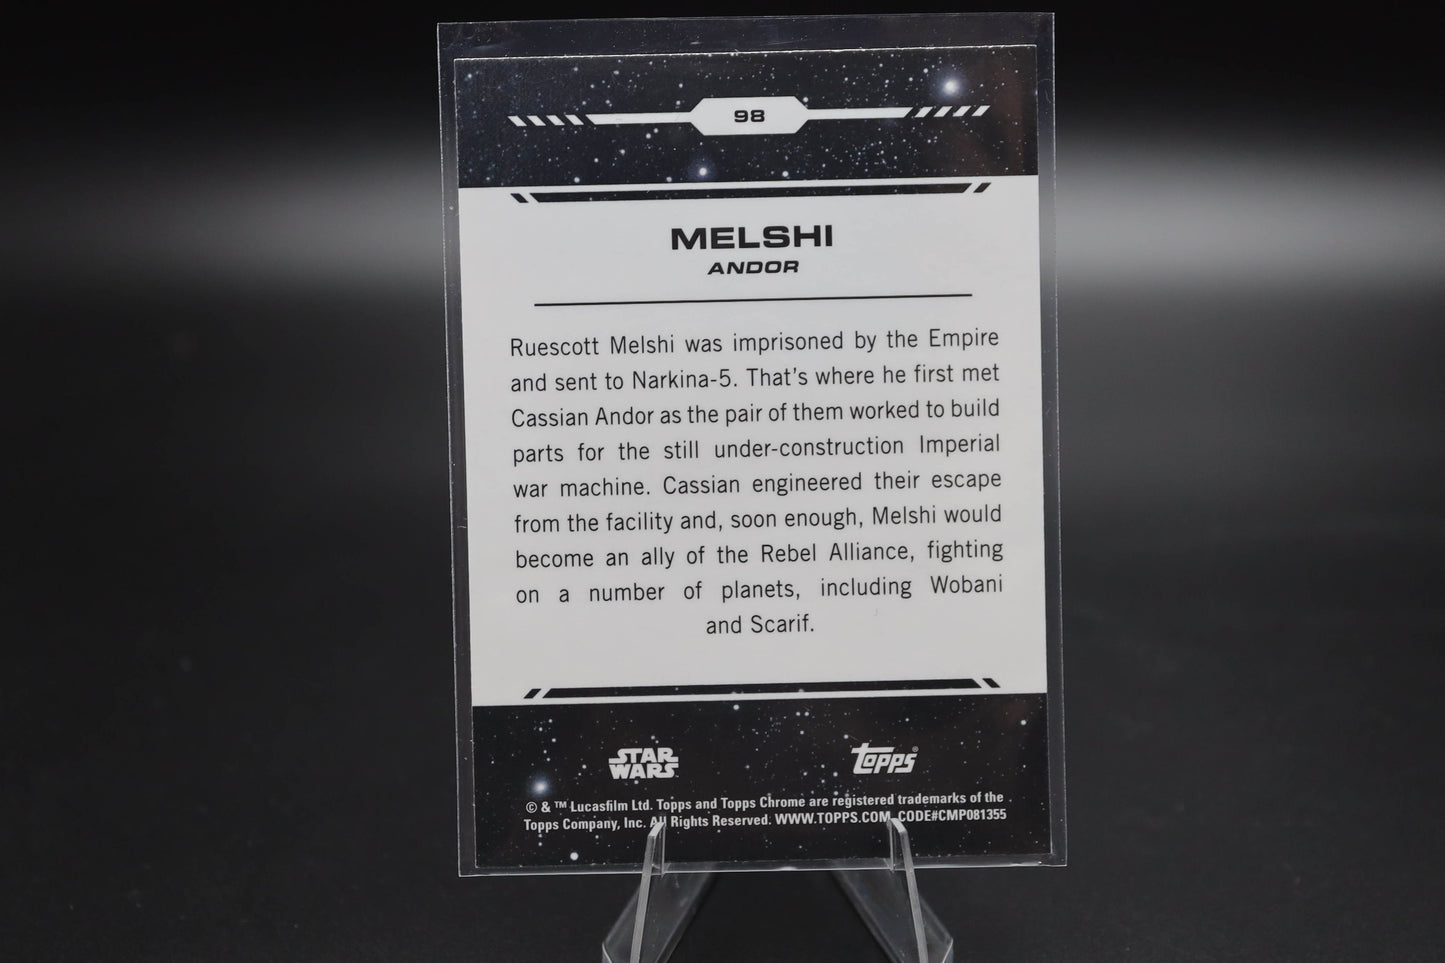 98
MELSHI
ANDOR
Ruescott Melshi was imprisoned by the Empire
and sent to Narkina-5. That's where he first met
Cassian Andor as the pair of them worked to build
parts for the still under-construction Imperial
war machine. Cassian engineered their escape
from the facility and, soon enough, Melshi would
become an ally of the Rebel Alliance, fighting
on a number of planets, including Wobani
and Scarif.
STAR
WARS
topps®
© & ™ Lucasfilm Ltd. Topps and Topps Chrome are registered trademarks of the
Topps Company, Inc. All Rights Reserved. WWW.TOPPS.COM CODE#CMP081355